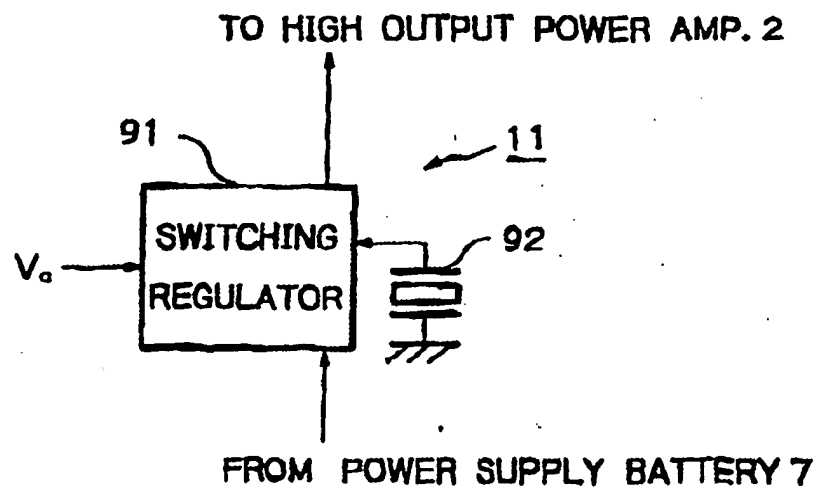 TO HIGH OUTPUT POWER AMP. 2
91
11
SWITCHING
REGULATOR
92
Va
FROM POWER SUPPLY BATTERY 7